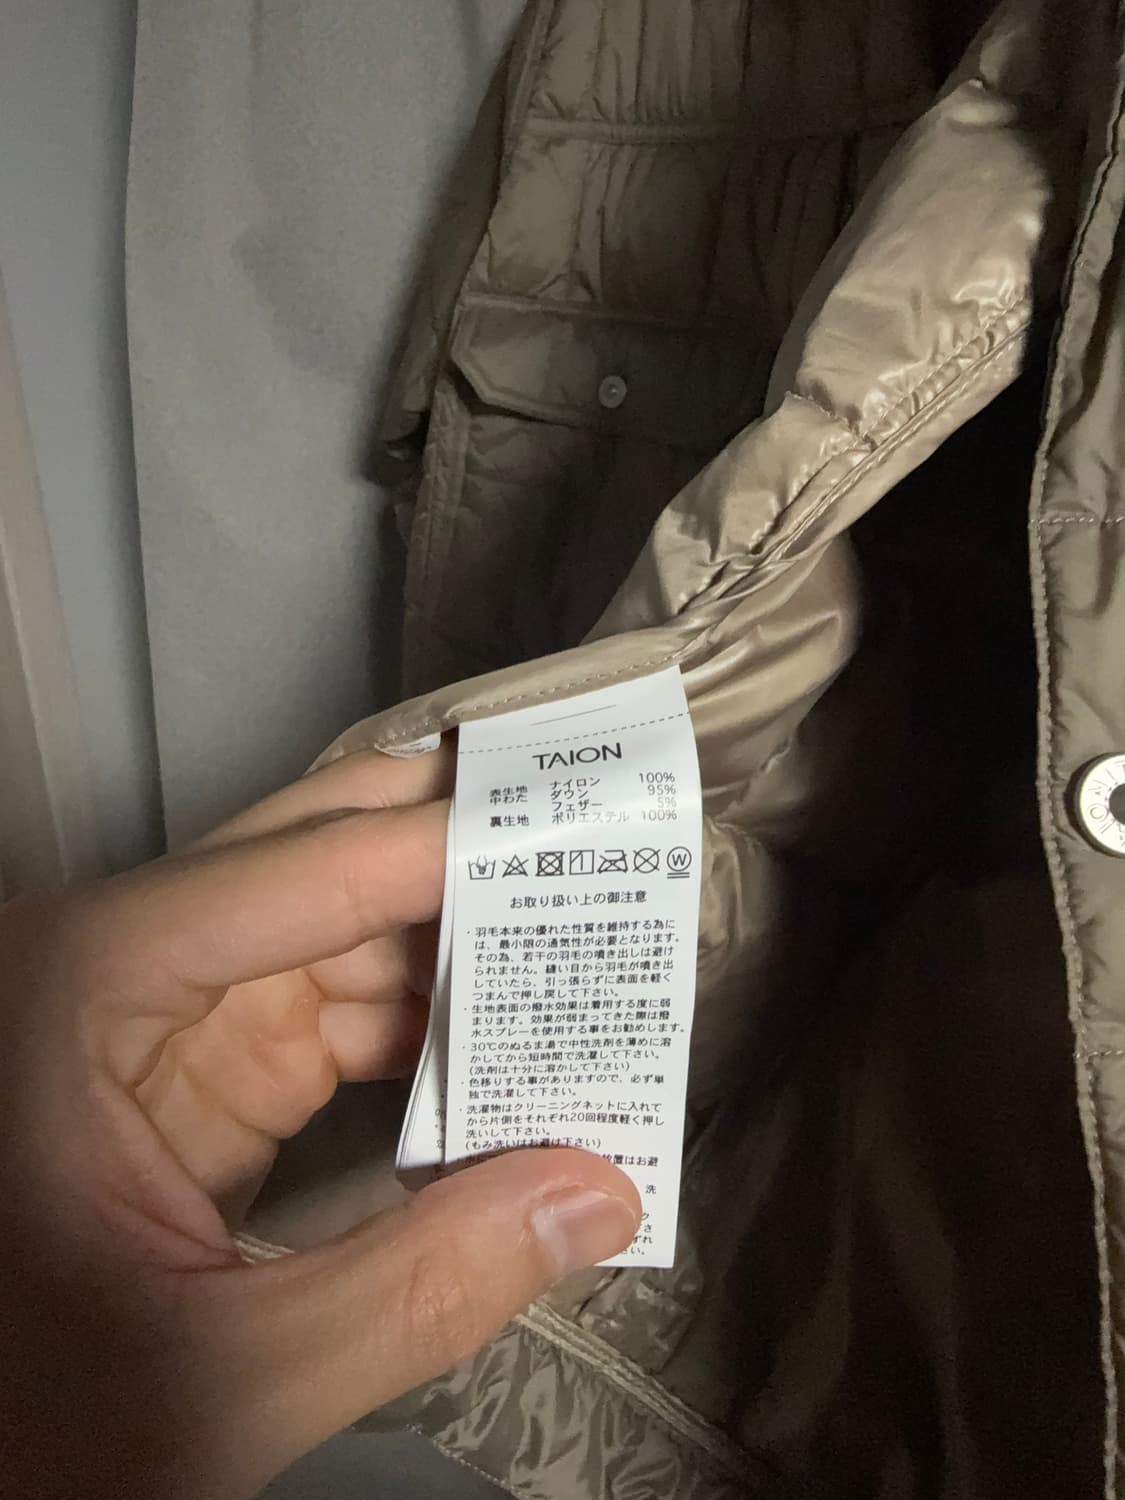 TAION
表生地 ナイロン 100%
中わた ダウン 95%
フェザー 5%
裏生地 ポリエステル 100%
W
お取り扱い上の御注意
・羽毛本来の優れた性質を維持する為に
は、最小限の通気性が必要となります。
その為、若干の羽毛の噴き出しは避け
られません。縫い目から羽毛が噴き出
していたら、引っ張らずに表面を軽く
つまんで押し戻して下さい。
・生地表面の撥水効果は着用する度に弱
まります。効果が弱まってきた際は撥
水スプレーを使用する事をお勧めします。
・30℃のぬるま湯で中性洗剤を薄めに溶
かしてから短時間で洗濯して下さい。
(洗剤は十分に溶かして下さい)
・色移りする事がありますので、必ず単
独で洗濯して下さい。
・洗濯物はクリーニングネットに入れて
から片側をそれぞれ20回程度軽く押し
洗いして下さい。
(もみ洗いはお避け下さい)
放置はお避
洗
ク
さ
ずれ
さい。